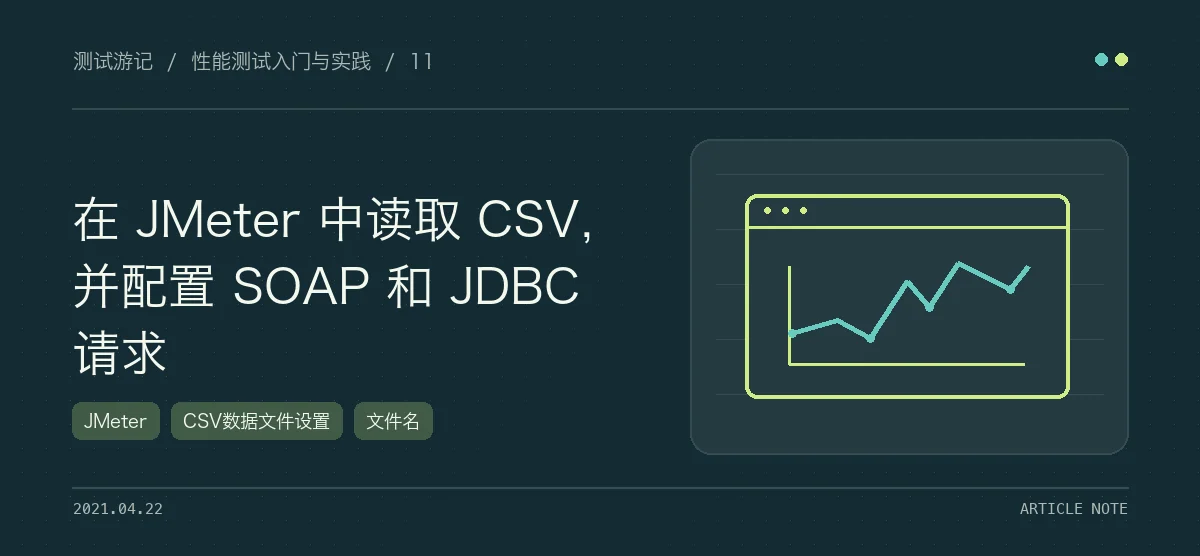 测试游记 / 性能测试入门与实践 / 11
在 JMeter 中读取 CSV,
并配置 SOAP 和 JDBC
请求
JMeter CSV数据文件设置 文件名
2021.04.22 ARTICLE NOTE